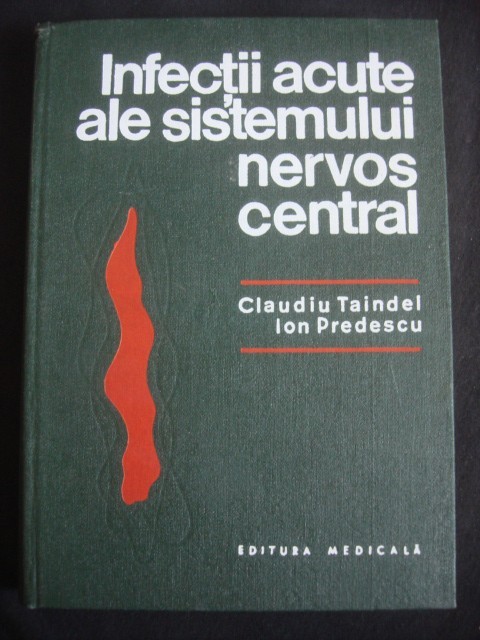 Infecții acute
ale sistemului
nervos
central
Claudiu Taindel
Ion Predescu
EDITURA MEDICALĂ